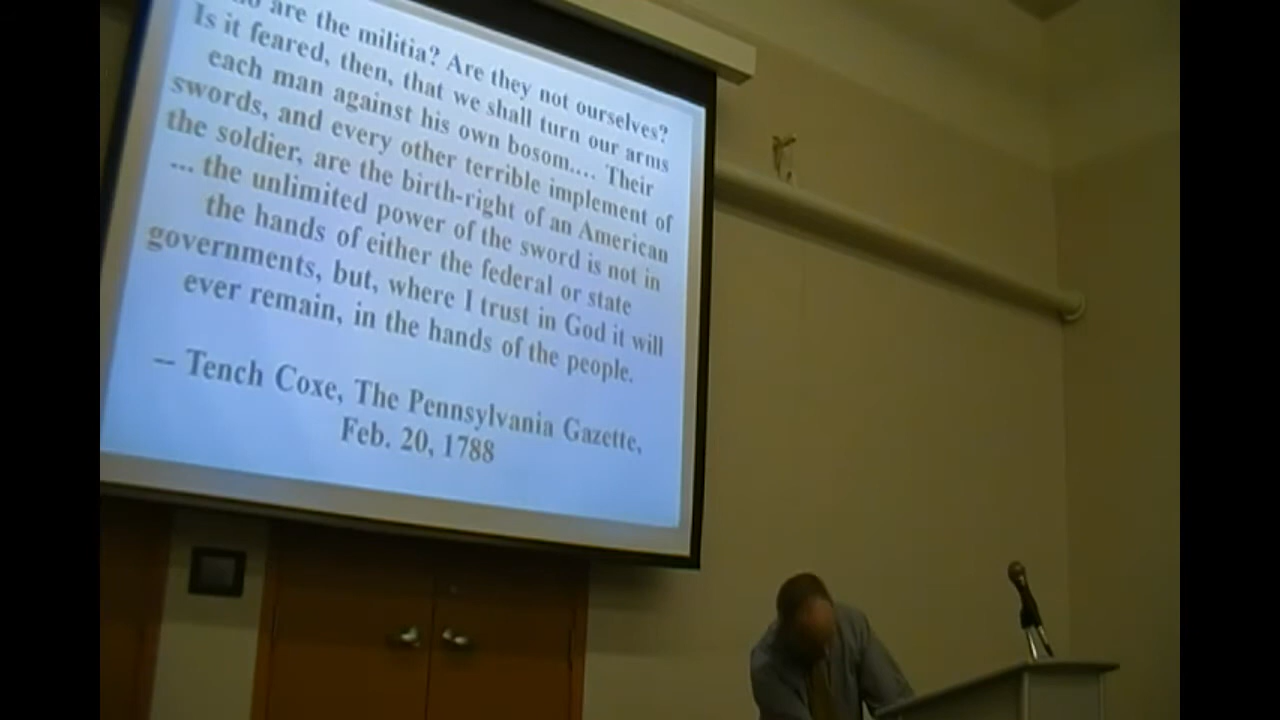 are the militia? Are they not ourselves?
Is it feared, then, that we shall turn our arms
each man against his own bosom.... Their
swords, and every other terrible implement of
the soldier, are the birth-right of an American
... the unlimited power of the sword is not in
the hands of either the federal or state
governments, but, where I trust in God it will
ever remain, in the hands of the people.
– Tench Coxe, The Pennsylvania Gazette,
Feb. 20, 1788